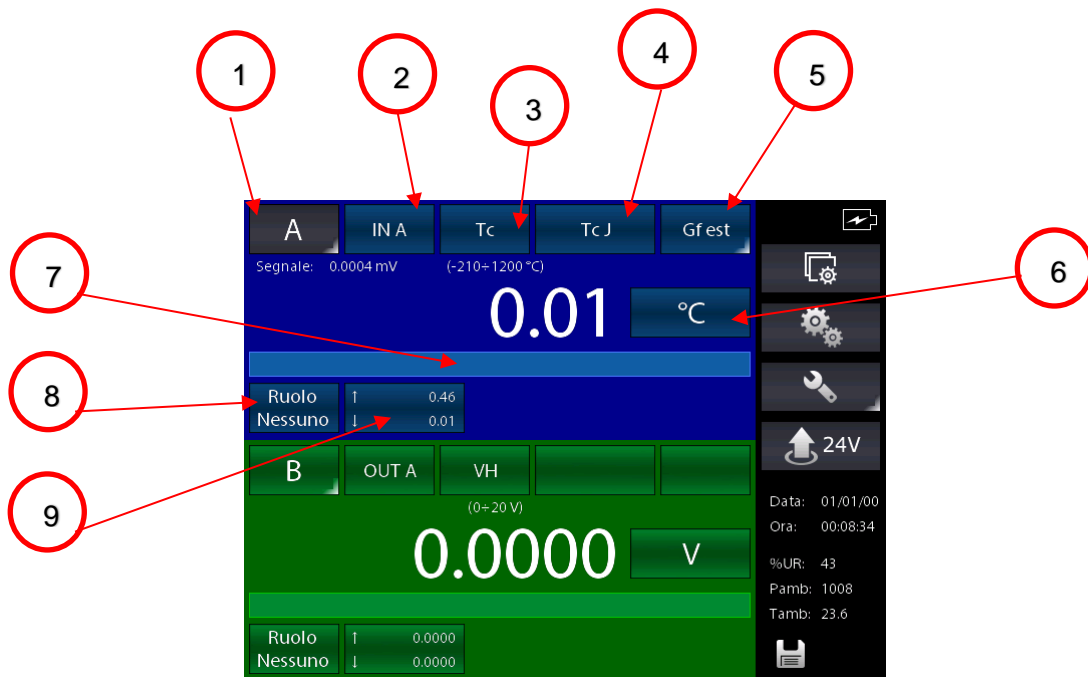 1
2
3
4
5
A IN A Tc Tc J Gf est
Segnale: 0.0004 mV (-210÷1200 °C)
7
6
0.01 °C
8
Ruolo ↑ 0.46
Nessuno ↓ 0.01
24V
9
B OUT A VH
(0÷20 V)
0.0000 V
Data: 01/01/00
Ora: 00:08:34
%UR: 43
Pamb: 1008
Tamb: 23.6
Ruolo ↑ 0.0000
Nessuno ↓ 0.0000